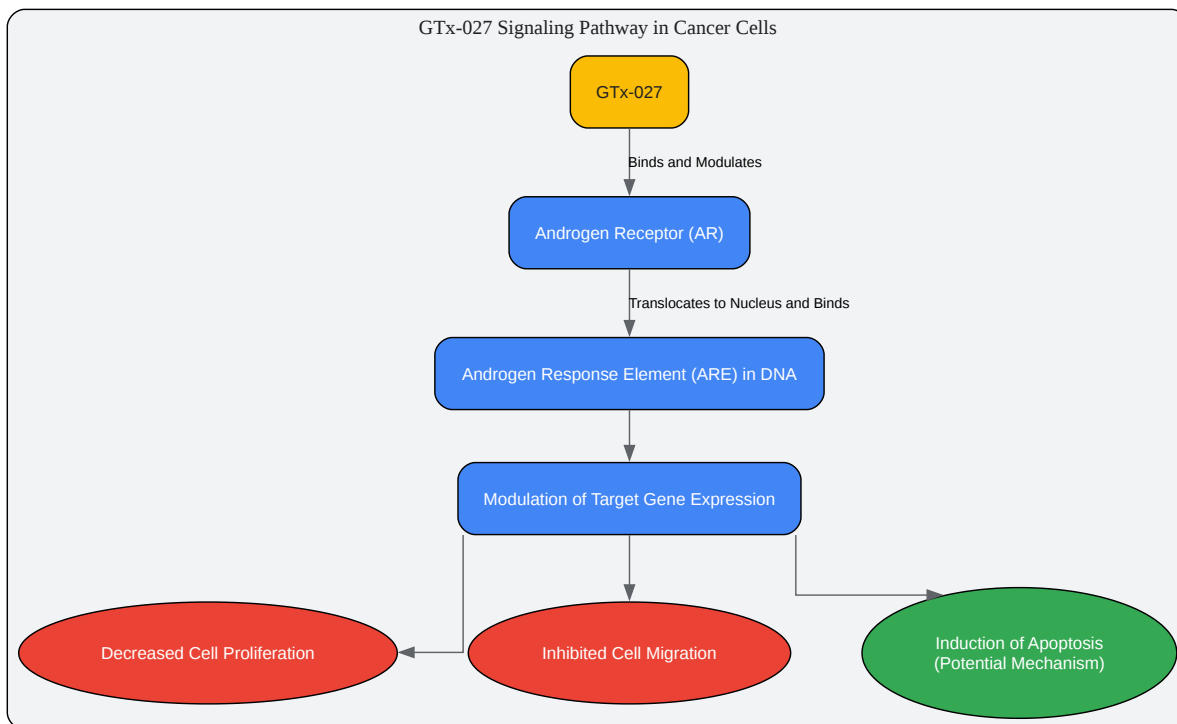 GTx-027 Signaling Pathway in Cancer Cells
GTx-027
Binds and Modulates
Androgen Receptor (AR)
Translocates to Nucleus and Binds
Androgen Response Element (ARE) in DNA
Modulation of Target Gene Expression
Decreased Cell Proliferation
Inhibited Cell Migration
Induction of Apoptosis
(Potential Mechanism)